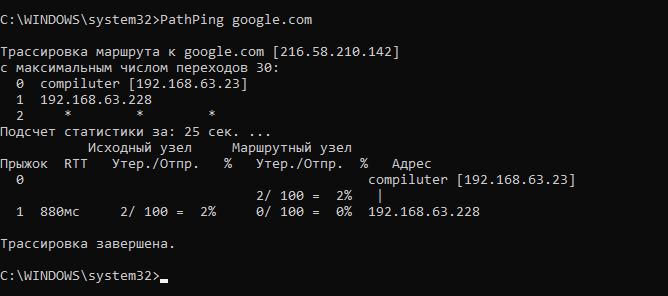 C:\WINDOWS\system32>PathPing google.com
Трассировка маршрута к google.com [216.58.210.142]
с максимальным числом переходов 30:
  0  compiluter [192.168.63.23]
  1  192.168.63.228
  2     *        *        *
Подсчет статистики за: 25 сек. ...
            Исходный узел     Маршрутный узел
Прыжок  RTT   Утер./Отпр.    %   Утер./Отпр.  %   Адрес
  0                                           compiluter [192.168.63.23]
                                2/ 100 =  2%   |
  1  880мс     2/ 100 =  2%     0/ 100 =  0%  192.168.63.228
Трассировка завершена.
C:\WINDOWS\system32>